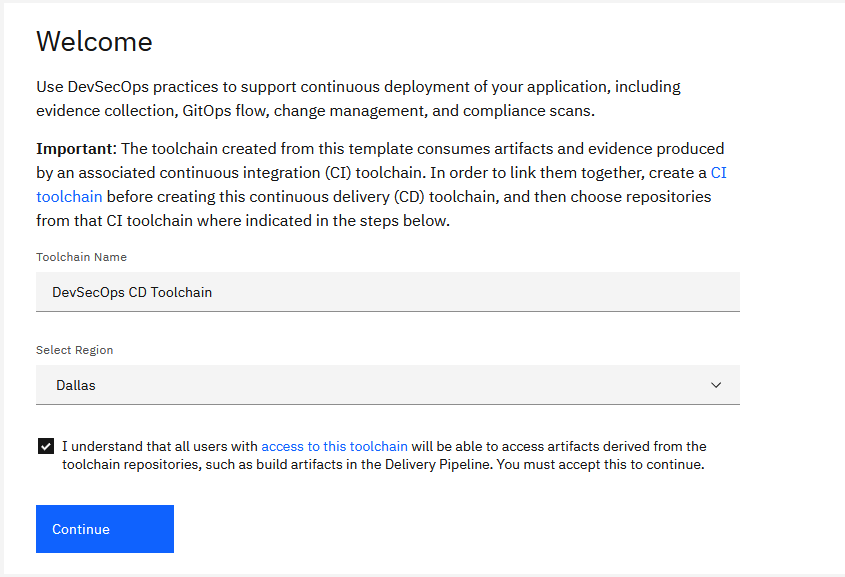 Welcome
Use DevSecOps practices to support continuous deployment of your application, including
evidence collection, GitOps flow, change management, and compliance scans.
Important: The toolchain created from this template consumes artifacts and evidence produced
by an associated continuous integration (CI) toolchain. In order to link them together, create a CI
toolchain before creating this continuous delivery (CD) toolchain, and then choose repositories
from that CI toolchain where indicated in the steps below.
Toolchain Name
DevSecOps CD Toolchain
Select Region
Dallas
I understand that all users with access to this toolchain will be able to access artifacts derived from the
toolchain repositories, such as build artifacts in the Delivery Pipeline. You must accept this to continue.
Continue